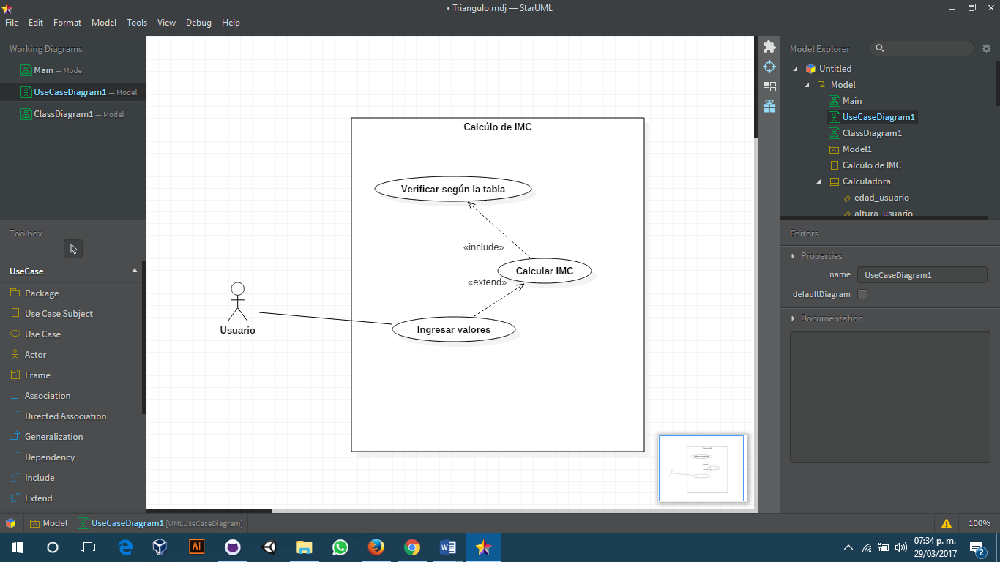 • Triangulo.mdj — StarUML
File Edit Format Model Tools View Debug Help
Working Diagrams
Main — Model
UseCaseDiagram1 — Model
ClassDiagram1 — Model
Toolbox
UseCase
Package
Use Case Subject
Use Case
Actor
Frame
Association
Directed Association
Generalization
Dependency
Include
Extend
Calcúlo de IMC
Verificar según la tabla
«include»
Calcular IMC
«extend»
Ingresar valores
Usuario
Model Explorer
Untitled
Model
Main
UseCaseDiagram1
ClassDiagram1
Model1
Calcúlo de IMC
Calculadora
edad_usuario
altura_usuario
Editors
Properties
name UseCaseDiagram1
defaultDiagram
Documentation
Model UseCaseDiagram1 [UMLUseCaseDiagram]
100%
Ai
07:34 p. m.
29/03/2017
2